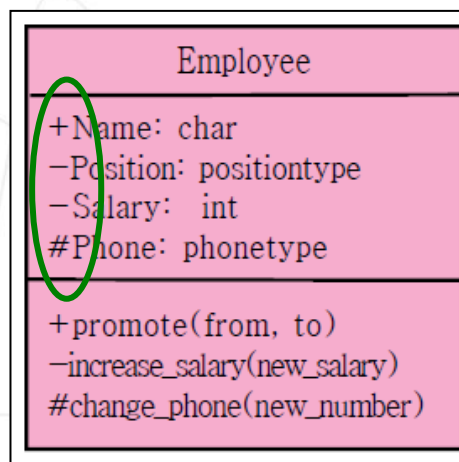 Employee
+Name: char
−Position: positiontype
−Salary: int
#Phone: phonetype
+promote(from, to)
−increase_salary(new_salary)
#change_phone(new_number)